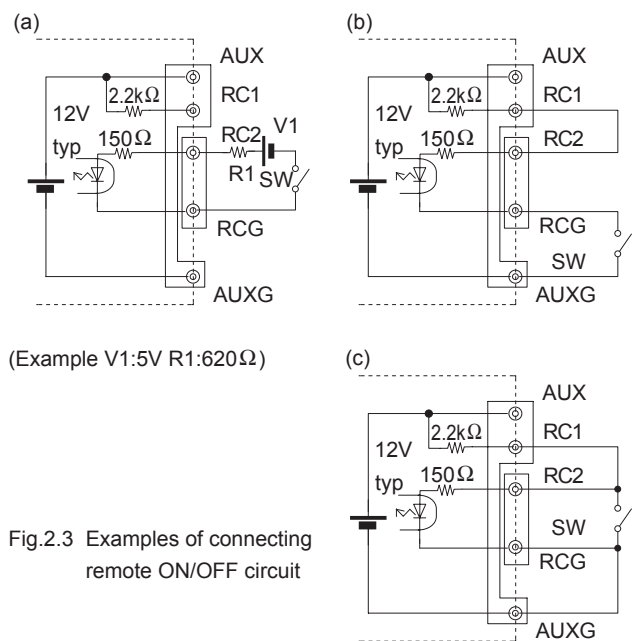 (a)
AUX
2.2kΩ
RC1
12V
typ
150Ω
RC2
V1
R1
SW
RCG
AUXG
(Example V1:5V R1:620Ω)
(b)
AUX
2.2kΩ
RC1
12V
typ
150Ω
RC2
RCG
SW
AUXG
(c)
AUX
2.2kΩ
RC1
12V
typ
150Ω
RC2
SW
RCG
AUXG
Fig.2.3 Examples of connecting
remote ON/OFF circuit